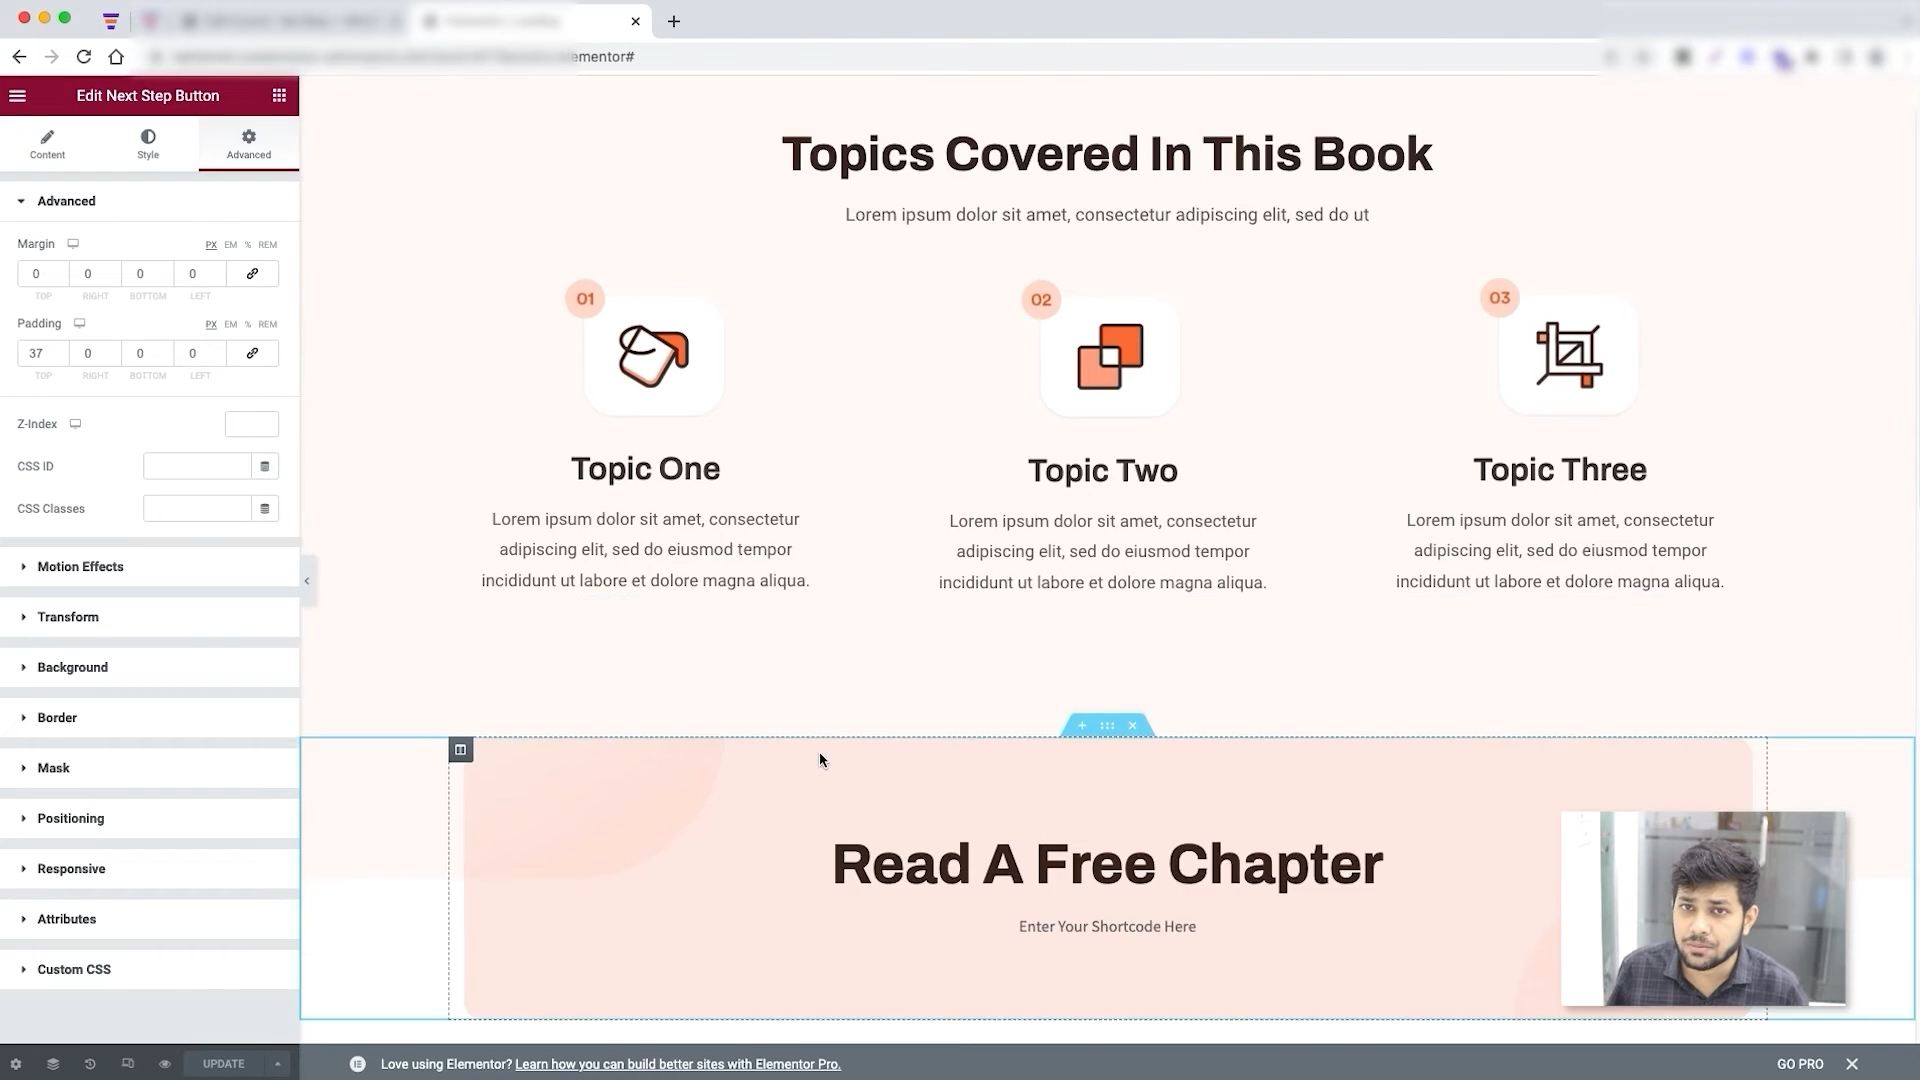 elementor#
Edit Next Step Button
Content
Style
Advanced
Advanced
Margin
PX EM % REM
0 0 0 0
TOP RIGHT BOTTOM LEFT
Padding
PX EM % REM
37 0 0 0
TOP RIGHT BOTTOM LEFT
Z-Index
CSS ID
CSS Classes
Motion Effects
Transform
Background
Border
Mask
Positioning
Responsive
Attributes
Custom CSS
UPDATE
Topics Covered In This Book
Lorem ipsum dolor sit amet, consectetur adipiscing elit, sed do ut
01
Topic One
Lorem ipsum dolor sit amet, consectetur
adipiscing elit, sed do eiusmod tempor
incididunt ut labore et dolore magna aliqua.
02
Topic Two
Lorem ipsum dolor sit amet, consectetur
adipiscing elit, sed do eiusmod tempor
incididunt ut labore et dolore magna aliqua.
03
Topic Three
Lorem ipsum dolor sit amet, consectetur
adipiscing elit, sed do eiusmod tempor
incididunt ut labore et dolore magna aliqua.
Read A Free Chapter
Enter Your Shortcode Here
Love using Elementor? Learn how you can build better sites with Elementor Pro.
GO PRO